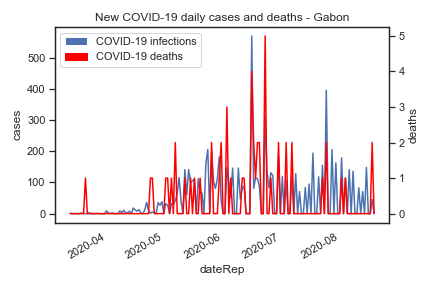 New COVID-19 daily cases and deaths - Gabon
COVID-19 infections
COVID-19 deaths
500
400
300
200
100
0
cases
5
4
3
2
1
0
deaths
2020-04
2020-05
2020-06
2020-07
2020-08
dateRep